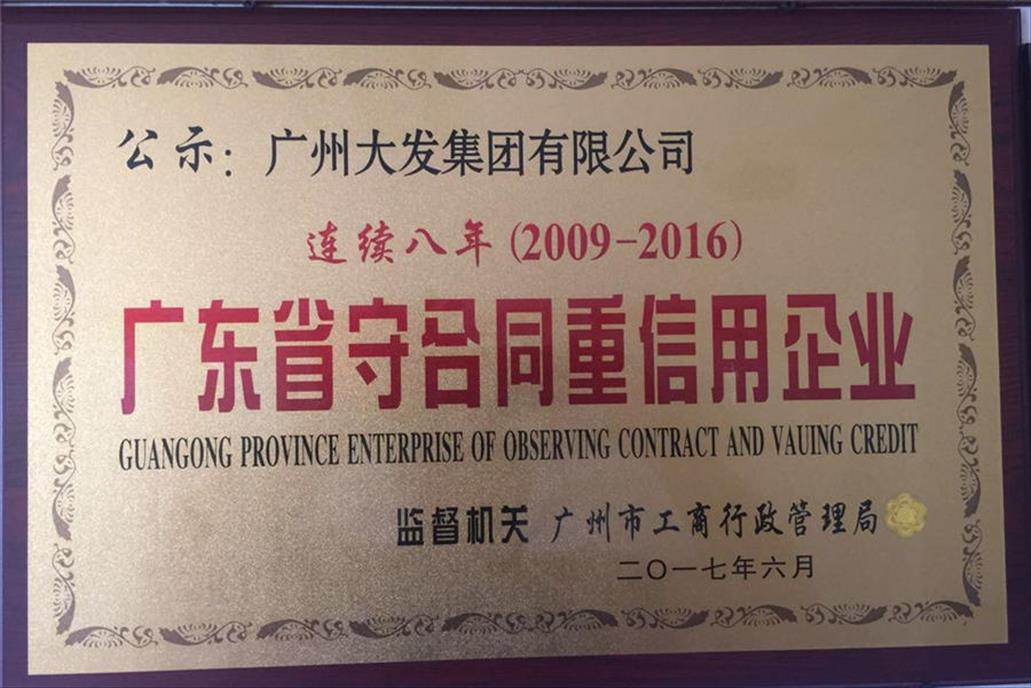 公示：广州大发集团有限公司
连续八年(2009-2016)
广东省守合同重信用企业
GUANGONG PROVINCE ENTERPRISE OF OBSERVING CONTRACT AND VAUING CREDIT
监督机关 广州市工商行政管理局
二〇一七年六月